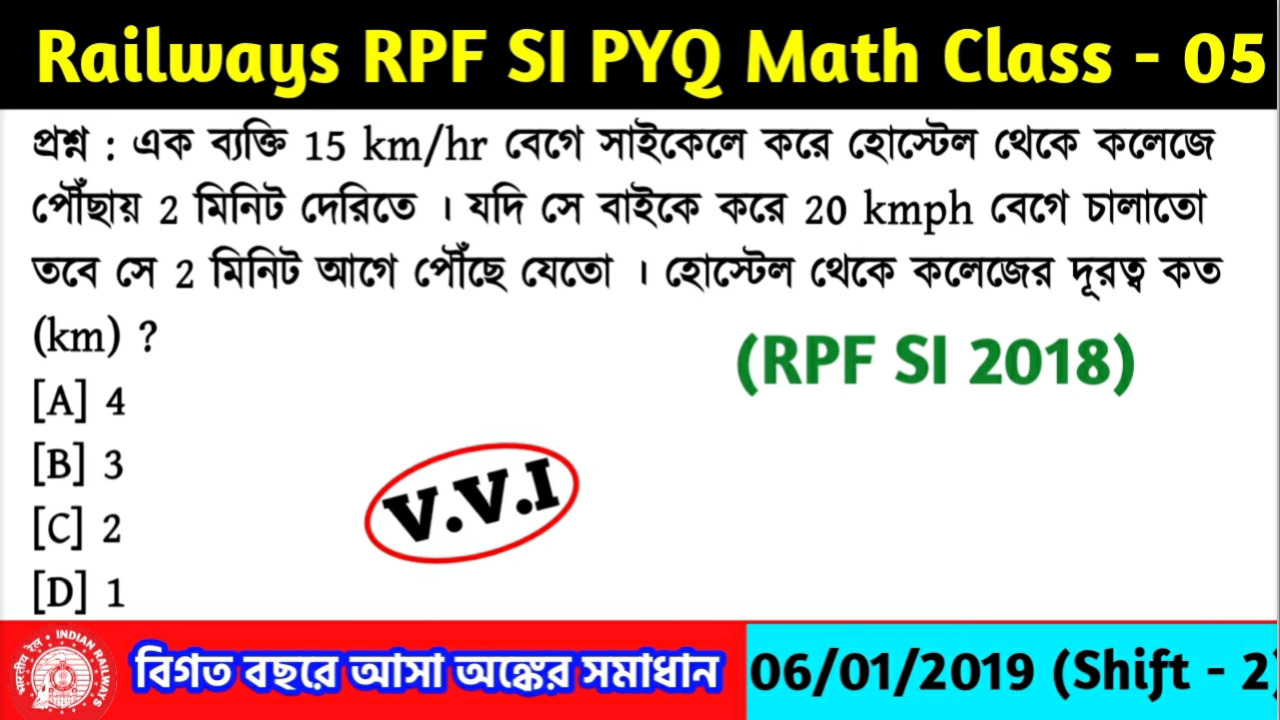 Railways RPF SI PYQ Math Class - 05
প্রশ্ন : এক ব্যক্তি 15 km/hr বেগে সাইকেলে করে হোস্টেল থেকে কলেজে
পৌঁছায় 2 মিনিট দেরিতে । যদি সে বাইকে করে 20 kmph বেগে চালাতো
তবে সে 2 মিনিট আগে পৌঁছে যেতো । হোস্টেল থেকে কলেজের দূরত্ব কত
(km) ?
(RPF SI 2018)
[A] 4
[B] 3
[C] 2
[D] 1
V.V.I
भारतीय रेल • INDIAN RAILWAYS
বিগত বছরে আসা অঙ্কের সমাধান
06/01/2019 (Shift - 2)